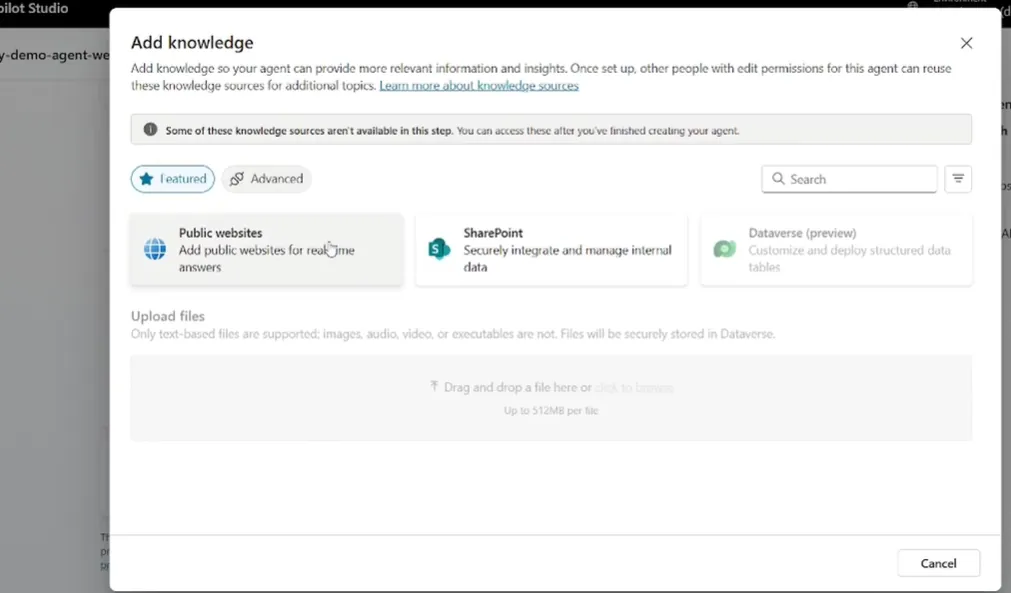 pilot Studio
y-demo-agent-we
Add knowledge
Add knowledge so your agent can provide more relevant information and insights. Once set up, other people with edit permissions for this agent can reuse
these knowledge sources for additional topics. Learn more about knowledge sources
Some of these knowledge sources aren't available in this step. You can access these after you've finished creating your agent.
Featured
Advanced
Search
Public websites
Add public websites for real-time
answers
SharePoint
Securely integrate and manage internal
data
Dataverse (preview)
Customize and deploy structured data
tables
Upload files
Only text-based files are supported; images, audio, video, or executables are not. Files will be securely stored in Dataverse.
Drag and drop a file here or click to browse
Up to 512MB per file
Cancel